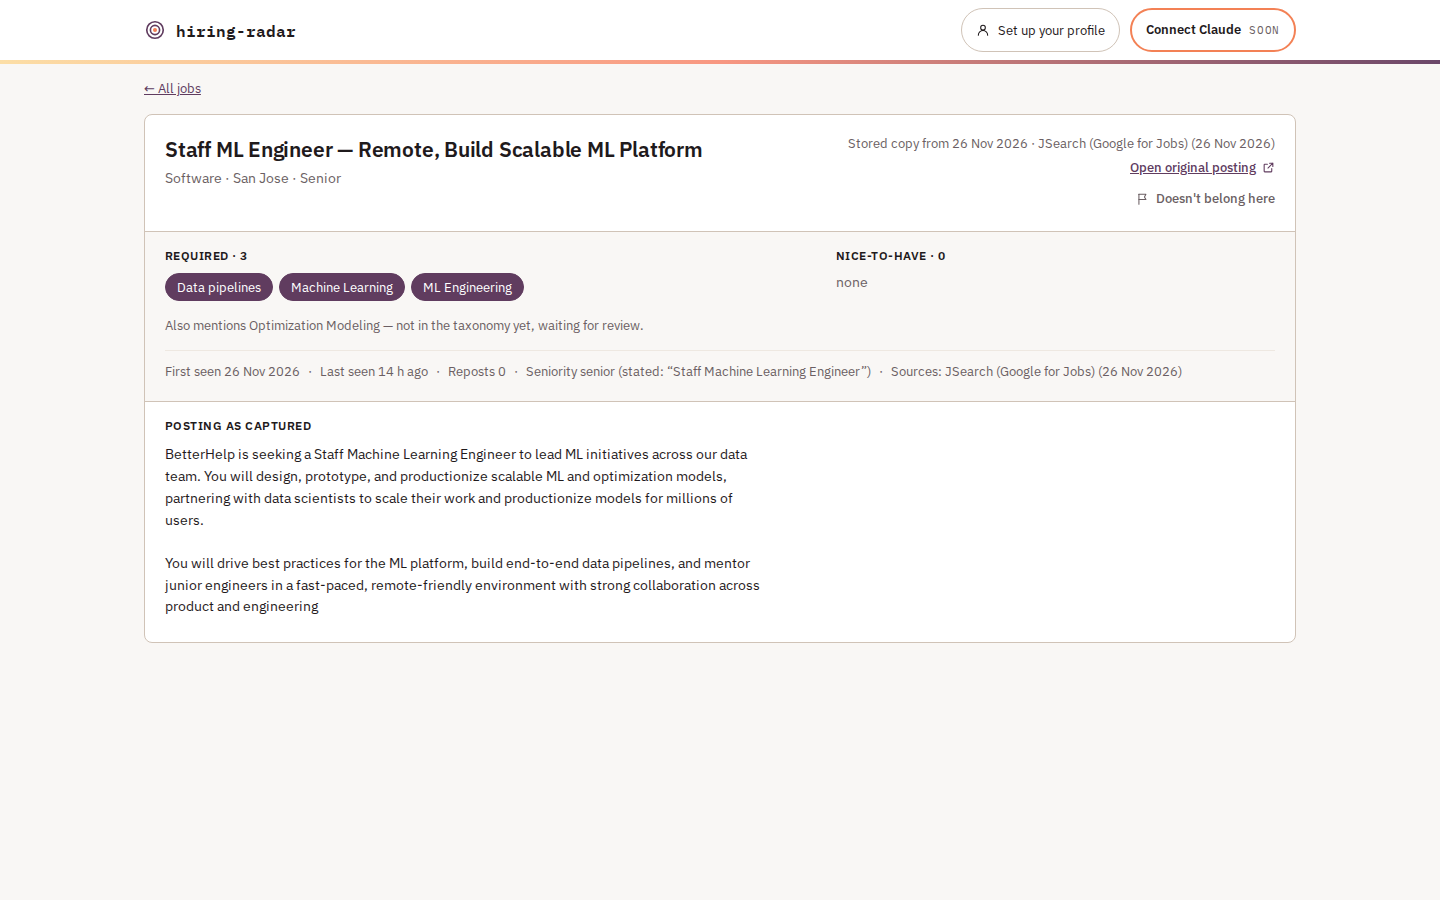 hiring-radar
Set up your profile
Connect Claude SOON
← All jobs
Staff ML Engineer — Remote, Build Scalable ML Platform
Software · San Jose · Senior
Stored copy from 26 Nov 2026 · JSearch (Google for Jobs) (26 Nov 2026)
Open original posting
Doesn't belong here
REQUIRED · 3
Data pipelines
Machine Learning
ML Engineering
Also mentions Optimization Modeling — not in the taxonomy yet, waiting for review.
NICE-TO-HAVE · 0
none
First seen 26 Nov 2026 · Last seen 14 h ago · Reposts 0 · Seniority senior (stated: “Staff Machine Learning Engineer”) · Sources: JSearch (Google for Jobs) (26 Nov 2026)
POSTING AS CAPTURED
BetterHelp is seeking a Staff Machine Learning Engineer to lead ML initiatives across our data
team. You will design, prototype, and productionize scalable ML and optimization models,
partnering with data scientists to scale their work and productionize models for millions of
users.
You will drive best practices for the ML platform, build end-to-end data pipelines, and mentor
junior engineers in a fast-paced, remote-friendly environment with strong collaboration across
product and engineering